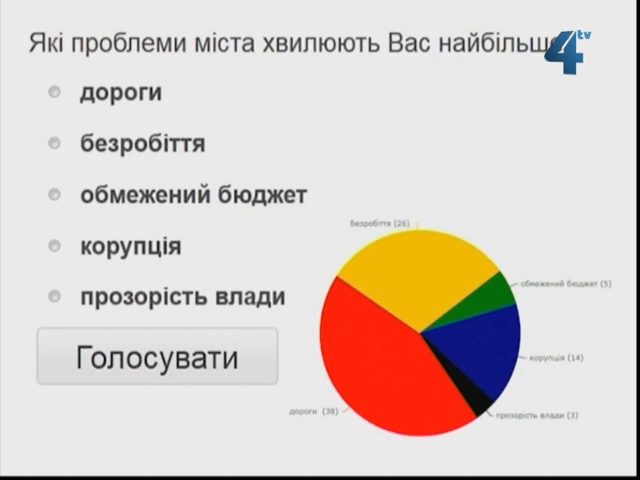 Які проблеми міста хвилюють Вас найбільше
4tv
дороги
безробіття
обмежений бюджет
корупція
прозорість влади
Голосувати
безробіття (26)
обмежений бюджет (5)
корупція (14)
прозорість влади (3)
дороги (38)